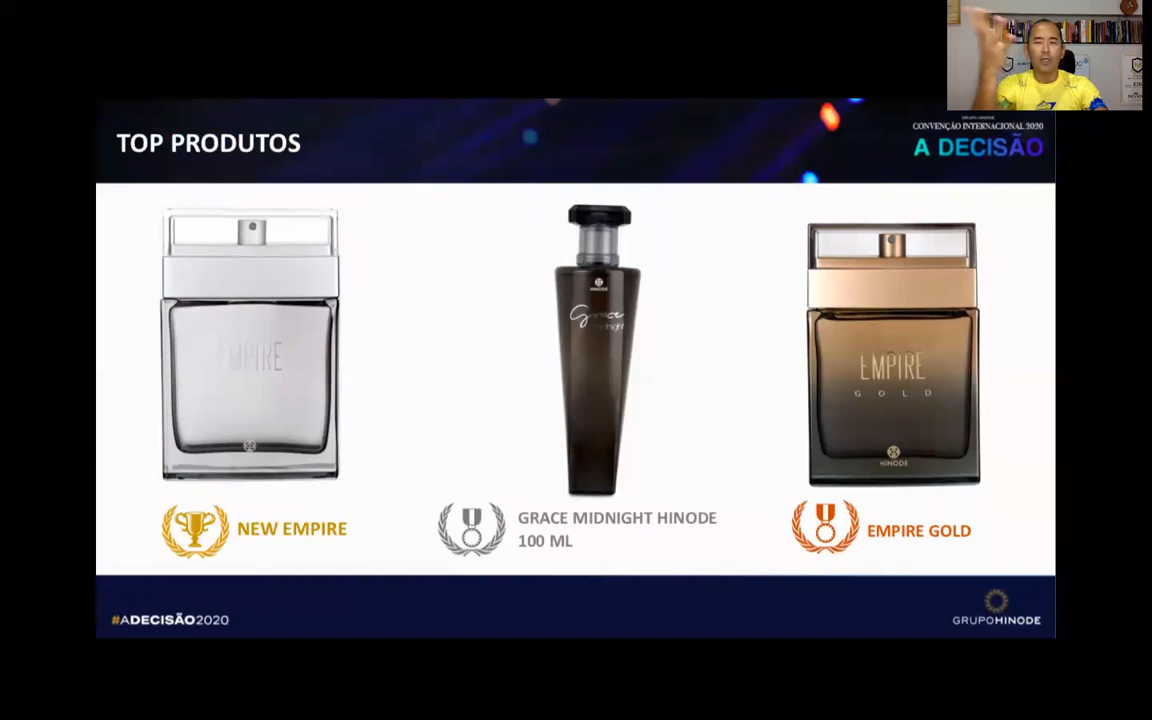 TOP PRODUTOS
CONVENÇÃO INTERNACIONAL 2020
A DECISÃO
EMPIRE
HINODE
Grace
EMPIRE
GOLD
HINODE
NEW EMPIRE
GRACE MIDNIGHT HINODE
100 ML
EMPIRE GOLD
#ADECISÃO2020
GRUPOHINODE